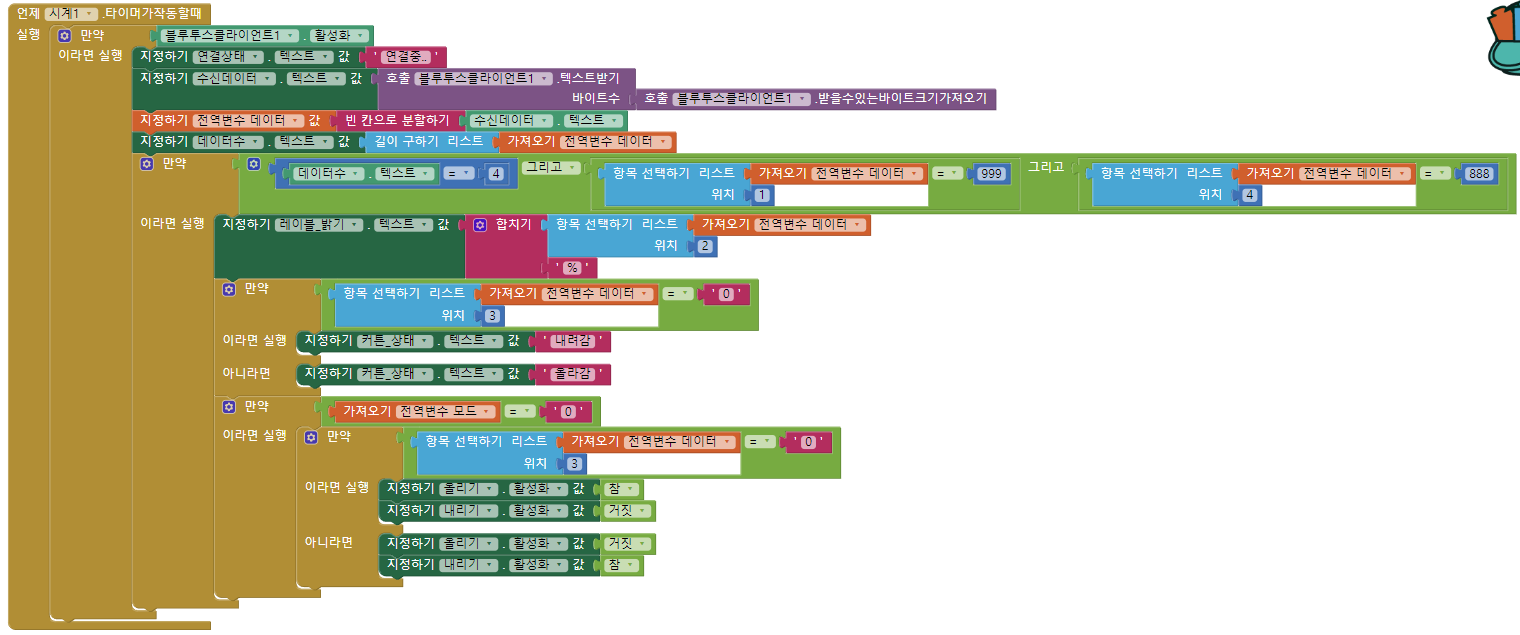 언제 시계1 .타이머가작동할때
실행 만약 블루투스클라이언트1 . 활성화
이라면 실행 지정하기 연결상태 . 텍스트 값 ' 연결중.. '
지정하기 수신데이터 . 텍스트 값 호출 블루투스클라이언트1 .텍스트받기
바이트수 호출 블루투스클라이언트1 .받을수있는바이트크기가져오기
지정하기 전역변수 데이터 값 빈 칸으로 분할하기 수신데이터 . 텍스트
지정하기 데이터수 . 텍스트 값 길이 구하기 리스트 가져오기 전역변수 데이터
만약 데이터수 . 텍스트 = 4 그리고 항목 선택하기 리스트 가져오기 전역변수 데이터 = 999 그리고 항목 선택하기 리스트 가져오기 전역변수 데이터 = 888
위치 1 위치 4
이라면 실행 지정하기 레이블_밝기 . 텍스트 값 합치기 항목 선택하기 리스트 가져오기 전역변수 데이터
위치 2
' % '
만약 항목 선택하기 리스트 가져오기 전역변수 데이터 = ' 0 '
위치 3
이라면 실행 지정하기 커튼_상태 . 텍스트 값 ' 내려감 '
아니라면 지정하기 커튼_상태 . 텍스트 값 ' 올라감 '
만약 가져오기 전역변수 모드 = ' 0 '
이라면 실행 만약 항목 선택하기 리스트 가져오기 전역변수 데이터 = ' 0 '
위치 3
이라면 실행 지정하기 올리기 . 활성화 값 참
지정하기 내리기 . 활성화 값 거짓
아니라면 지정하기 올리기 . 활성화 값 거짓
지정하기 내리기 . 활성화 값 참